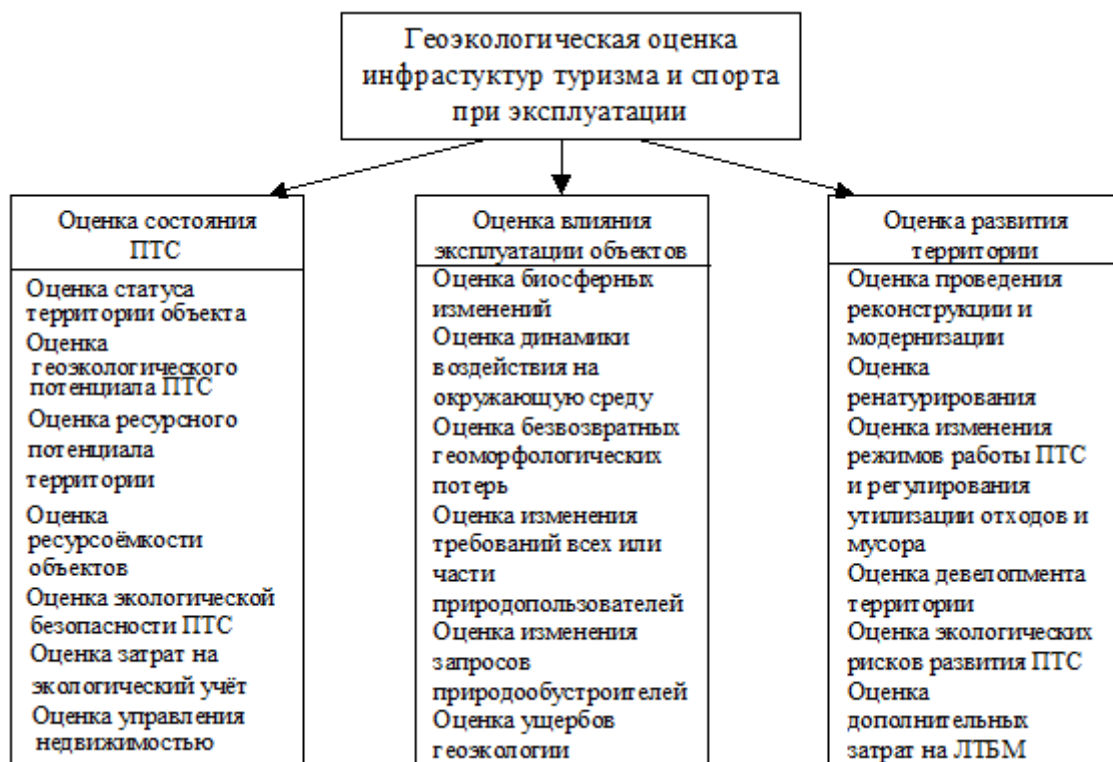 Геоэкологическая оценка
инфрастуктур туризма и спорта
при эксплуатации
Оценка состояния
ПТС
Оценка статуса
территории объекта
Оценка
геоэкологического
потенциала ПТС
Оценка ресурсного
потенциала
территории
Оценка
ресурсоёмкости
объектов
Оценка экологической
безопасности ПТС
Оценка затрат на
экологический учёт
Оценка управления
недвижимостью
Оценка влияния
эксплуатации объектов
Оценка биосферных
изменений
Оценка динамики
воздействия на
окружающую среду
Оценка безвозвратных
геоморфологических
потерь
Оценка изменения
требований всех или
части
природопользователей
Оценка изменения
запросов
природообустроителей
Оценка ущербов
геоэкологии
Оценка развития
территории
Оценка проведения
реконструкции и
модернизации
Оценка
ренатурирования
Оценка изменения
режимов работы ПТС
и регулирования
утилизации отходов и
мусора
Оценка девелопмента
территории
Оценка экологических
рисков развития ПТС
Оценка
дополнительных
затрат на ЛТБМ